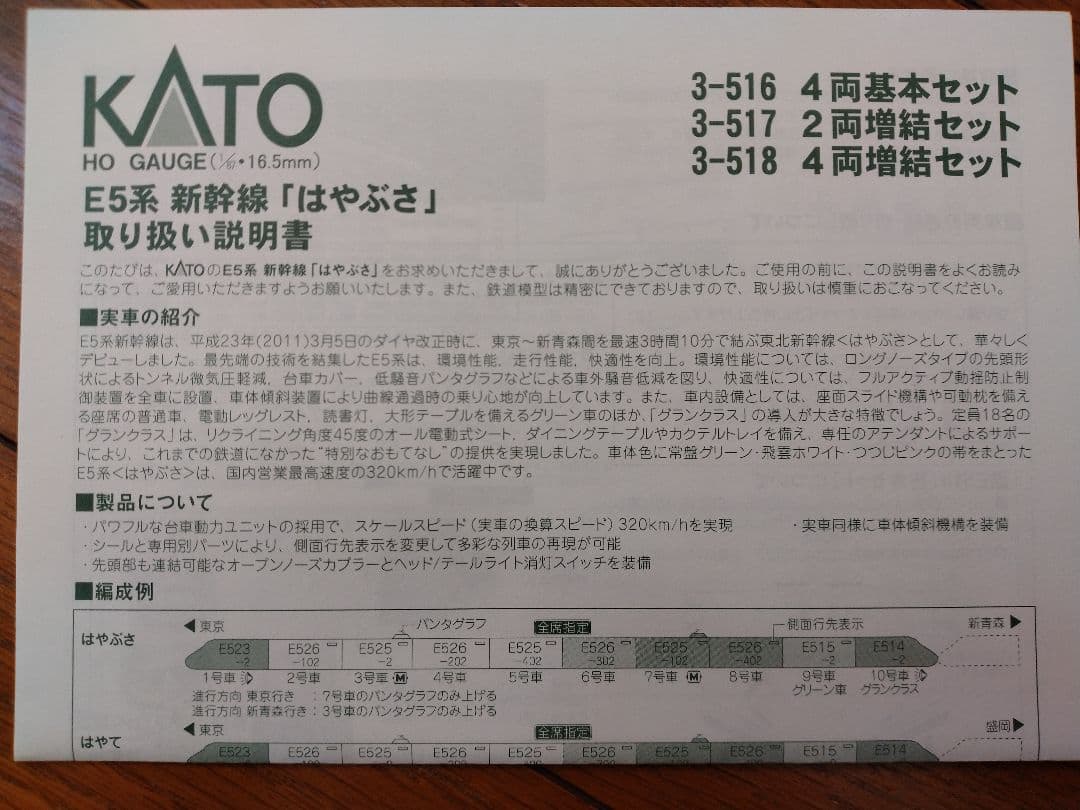 KATO
HO GAUGE(1/87・16.5mm)
3-516 4両基本セット
3-517 2両増結セット
3-518 4両増結セット
E5系 新幹線「はやぶさ」
取り扱い説明書
このたびは、KATOのE5系 新幹線「はやぶさ」をお求めいただきまして、誠にありがとうございました。ご使用の前に、この説明書をよくお読み
になって、ご愛用いただきますようお願いいたします。また、鉄道模型は精密にできておりますので、取り扱いは慎重におこなってください。
■実車の紹介
E5系新幹線は、平成23年(2011)3月5日のダイヤ改正時に、東京～新青森間を最速3時間10分で結ぶ東北新幹線<はやぶさ>として、華々しく
デビューしました。最先端の技術を結集したE5系は、環境性能、走行性能、快適性を向上。環境性能については、ロングノーズタイプの先頭形
状によるトンネル微気圧軽減、台車カバー、低騒音パンタグラフなどによる車外騒音低減を図り、快適性については、フルアクティブ動揺防止制
御装置を全車に設置、車体傾斜装置により曲線通過時の乗り心地が向上しています。また、車内設備としては、座面スライド機構や可動枕を備え
る座席の普通車、電動レッグレスト、読書灯、大形テーブルを備えるグリーン車のほか、「グランクラス」の導入が大きな特徴でしょう。定員18名の
「グランクラス」は、リクライニング角度45度のオール電動式シート、ダイニングテーブルやカクテルトレイを備え、専任のアテンダントによるサポー
トにより、これまでの鉄道になかった"特別なおもてなし"の提供を実現しました。車体色に常盤グリーン・飛雲ホワイト・つつじピンクの帯をまとった
E5系<はやぶさ>は、国内営業最高速度の320km/hで活躍中です。
■製品について
・パワフルな台車動力ユニットの採用で、スケールスピード(実車の換算スピード)320km/hを実現 ・実車同様に車体傾斜機構を装備
・シールと専用別パーツにより、側面行先表示を変更して多彩な列車の再現が可能
・先頭部も連結可能なオープンノーズカプラーとヘッド/テールライト消灯スイッチを装備
■編成例
はやぶさ
◀東京 パンタグラフ 全席指定 側面行先表示 新青森▶
E523 E526 E525 E526 E525 E526 E525 E526 E515 E514
-2 -102 -2 -202 -402 -302 -102 -402 -2 -2
1号車 2号車 3号車 M 4号車 5号車 6号車 7号車 M 8号車 9号車 10号車
グリーン車 グランクラス
進行方向 東京行き :7号車のパンタグラフのみ上げる
進行方向 新青森行き:3号車のパンタグラフのみ上げる
はやて
◀東京 全席指定 盛岡▶
E523 E526 E525 E526 E525 E526 E525 E526 E515 E514